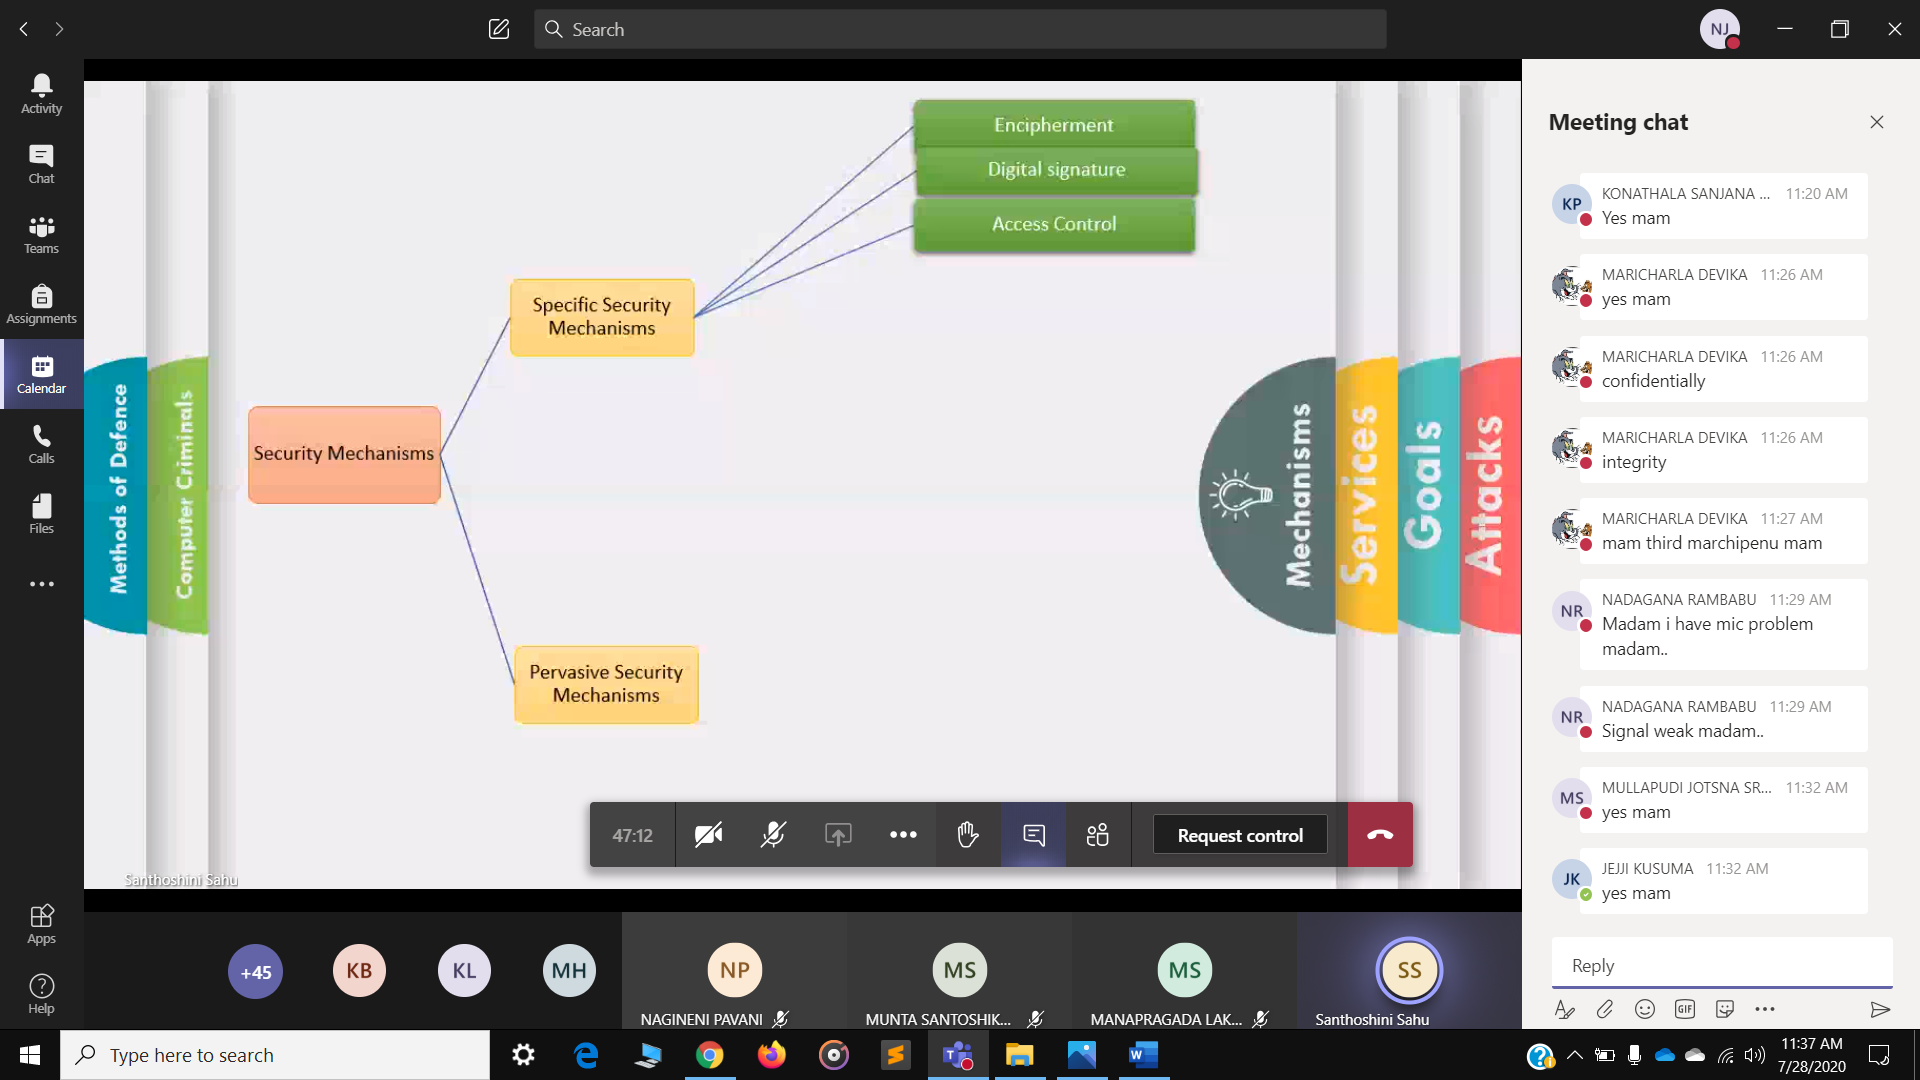 Search
NJ
Activity
Chat
Teams
Assignments
Calendar
Calls
Files
Apps
Help
Methods of Defence
Computer Criminals
Security Mechanisms
Specific Security
Mechanisms
Pervasive Security
Mechanisms
Encipherment
Digital signature
Access Control
Mechanisms
Services
Goals
Attacks
47:12
Request control
Santhoshini Sahu
+45
KB
KL
MH
NP
NAGINENI PAVANI
MS
MUNTA SANTOSHIK...
MS
MANAPRAGADA LAK...
SS
Santhoshini Sahu
Meeting chat
KP
KONATHALA SANJANA ... 11:20 AM
Yes mam
MARICHARLA DEVIKA 11:26 AM
yes mam
MARICHARLA DEVIKA 11:26 AM
confidentially
MARICHARLA DEVIKA 11:26 AM
integrity
MARICHARLA DEVIKA 11:27 AM
mam third marchipenu mam
NR
NADAGANA RAMBABU 11:29 AM
Madam i have mic problem
madam..
NR
NADAGANA RAMBABU 11:29 AM
Signal weak madam..
MS
MULLAPUDI JOTSNA SR... 11:32 AM
yes mam
JK
JEJJI KUSUMA 11:32 AM
yes mam
Reply
GIF
Type here to search
11:37 AM
7/28/2020